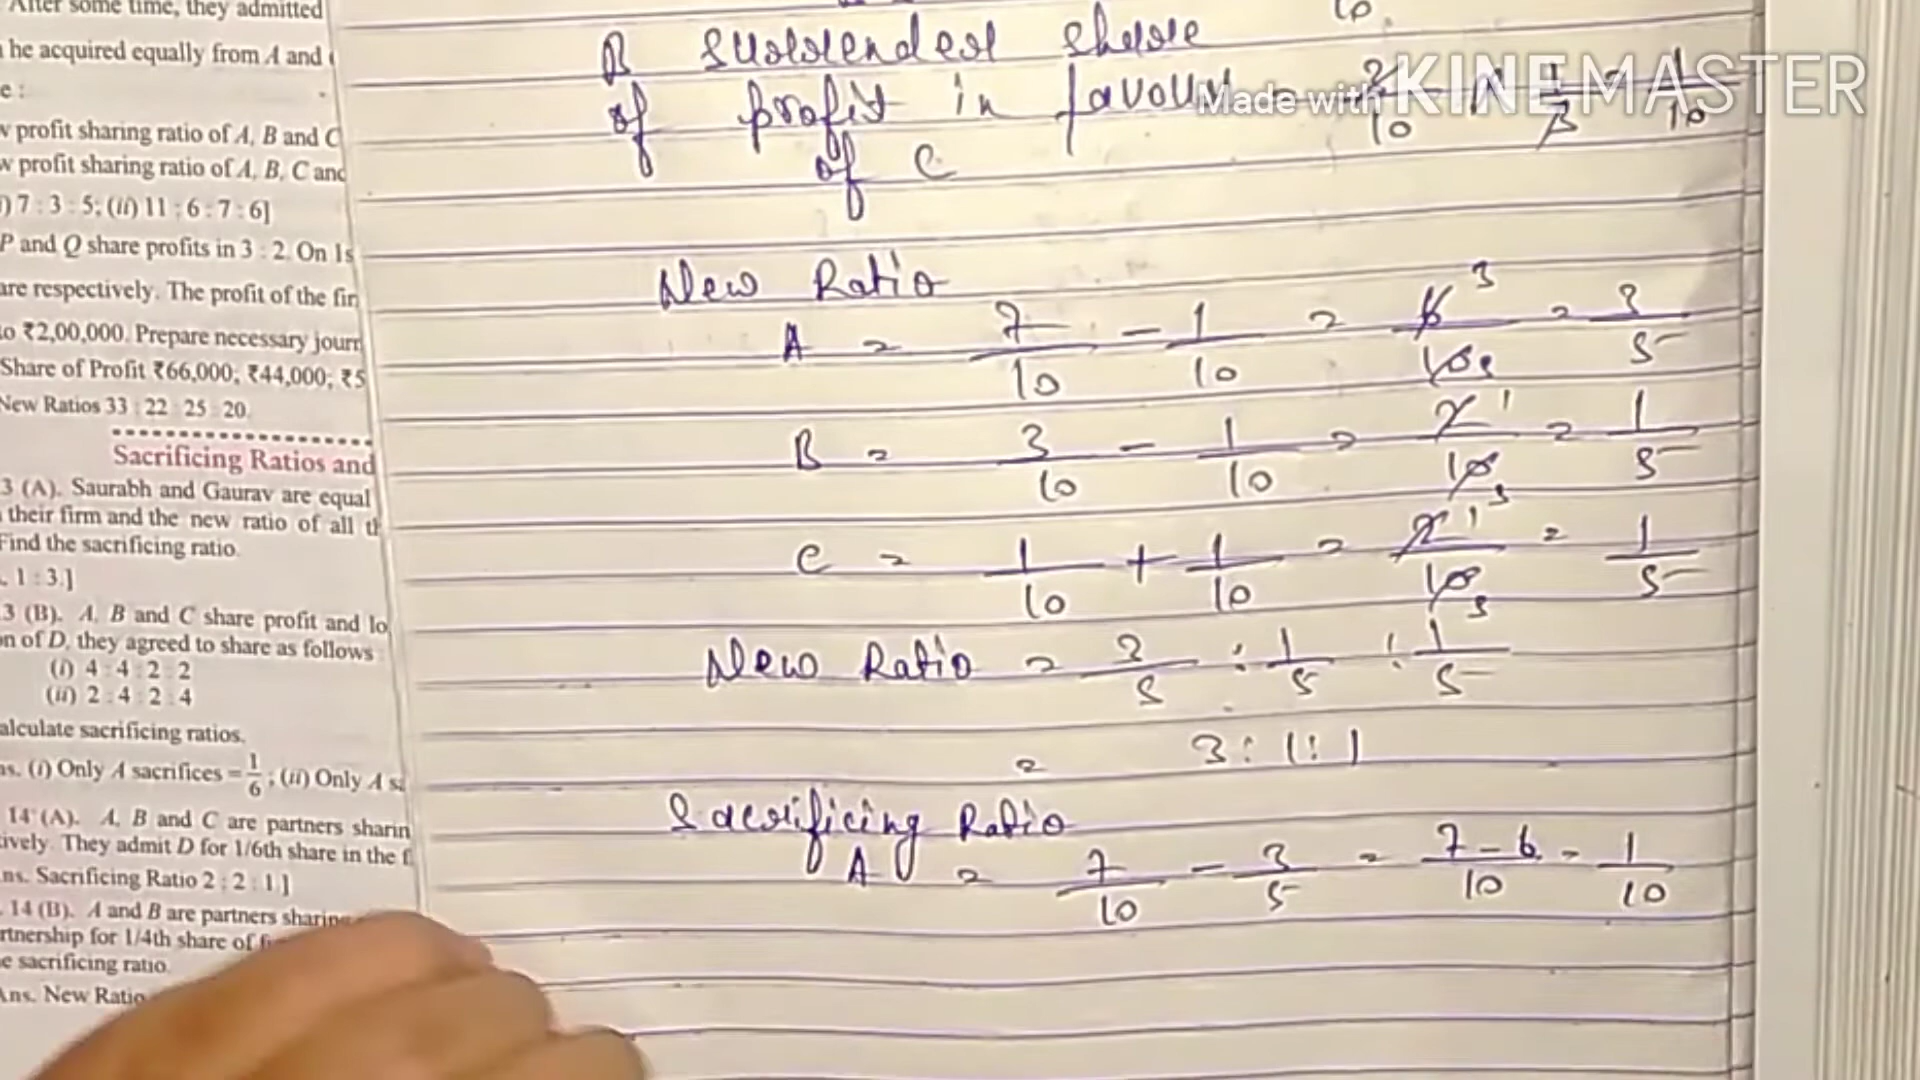 After some time, they admitted
he acquired equally from A and
e :
profit sharing ratio of A, B and C
profit sharing ratio of A, B, C and
) 7 : 3 : 5; (ii) 11 : 6 : 7 : 6]
P and Q share profits in 3 : 2. On 1s
are respectively. The profit of the fir
to ₹2,00,000. Prepare necessary journ
Share of Profit ₹66,000; ₹44,000; ₹5
New Ratios 33 : 22 : 25 : 20.
Sacrificing Ratios and
3 (A). Saurabh and Gaurav are equal
their firm and the new ratio of all th
Find the sacrificing ratio.
. 1 : 3.]
3 (B). A, B and C share profit and lo
on of D, they agreed to share as follows
(i) 4 : 4 : 2 : 2
(ii) 2 : 4 : 2 : 4
alculate sacrificing ratios.
ns. (i) Only A sacrifices = 1/6 ; (ii) Only A sa
14 (A). A, B and C are partners sharin
ively. They admit D for 1/6th share in the f
ns. Sacrificing Ratio 2 : 2 : 1.]
14 (B). A and B are partners sharing
rtnership for 1/4th share of
e sacrificing ratio.
Ans. New Ratio
10
B surrender share
of profit in favour
of C
1/10
Made with KINEMASTER
New Ratio
A = 7/10 - 1/10 = 6/10 = 3/5
B = 3/10 - 1/10 = 2/10 = 1/5
C = 1/10 + 1/10 = 2/10 = 1/5
New Ratio = 3/5 : 1/5 : 1/5
= 3 : 1 : 1
Sacrificing Ratio
A = 7/10 - 3/5 = 7-6/10 = 1/10